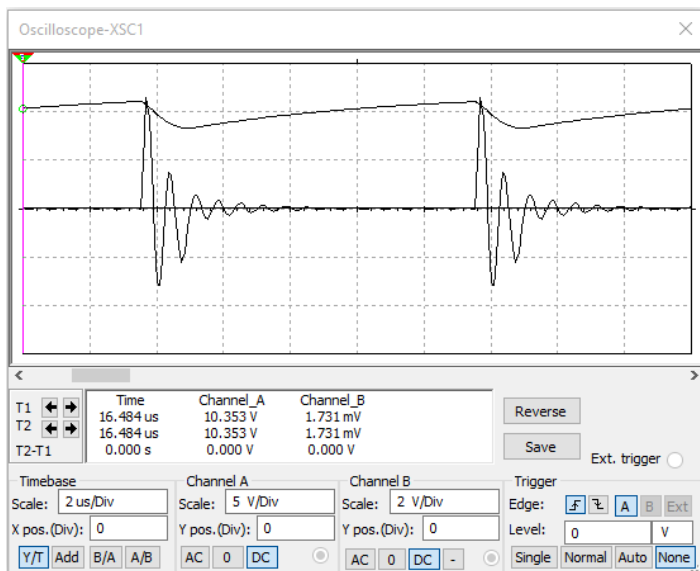 Oscilloscope-XSC1
T1
T2
T2-T1
Time Channel_A Channel_B
16.484 us 10.353 V 1.731 mV
16.484 us 10.353 V 1.731 mV
0.000 s 0.000 V 0.000 V
Reverse
Save
Ext. trigger
Timebase
Scale: 2 us/Div
X pos.(Div): 0
Y/T Add B/A A/B
Channel A
Scale: 5 V/Div
Y pos.(Div): 0
AC 0 DC
Channel B
Scale: 2 V/Div
Y pos.(Div): 0
AC 0 DC -
Trigger
Edge: A B Ext
Level: 0 V
Single Normal Auto None